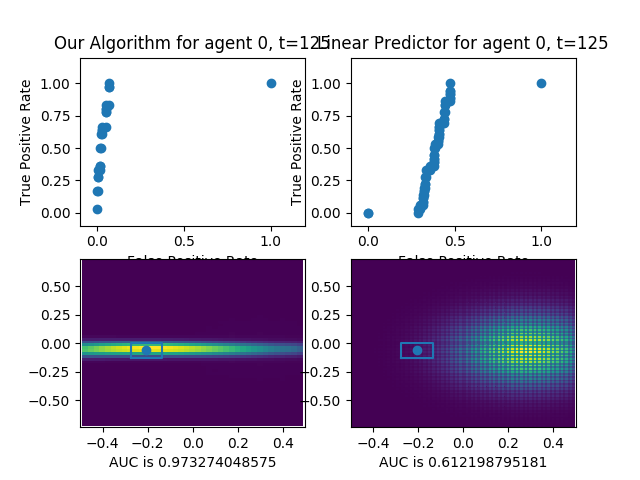 Our Algorithm for agent 0, t=125
Linear Predictor for agent 0, t=125
True Positive Rate
1.00
0.75
0.50
0.25
0.00
0.0 0.5 1.0
False Positive Rate
True Positive Rate
1.00
0.75
0.50
0.25
0.00
0.0 0.5 1.0
False Positive Rate
0.50
0.25
0.00
−0.25
−0.50
−0.4 −0.2 0.0 0.2 0.4
AUC is 0.973274048575
0.50
0.25
0.00
−0.25
−0.50
−0.4 −0.2 0.0 0.2 0.4
AUC is 0.612198795181